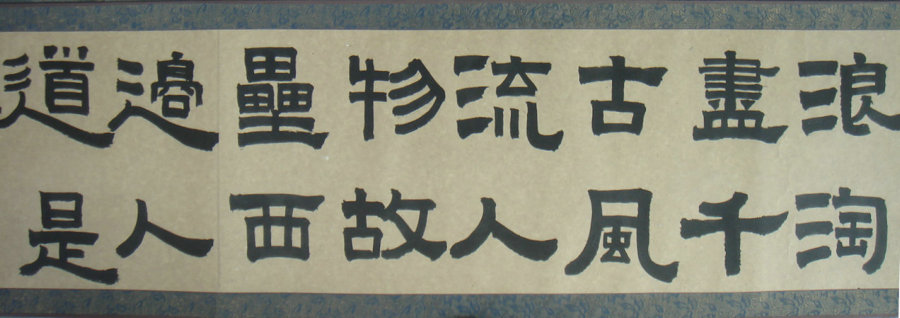 浪淘
盡千
古風
流人
物故
壘西
邊人
道是